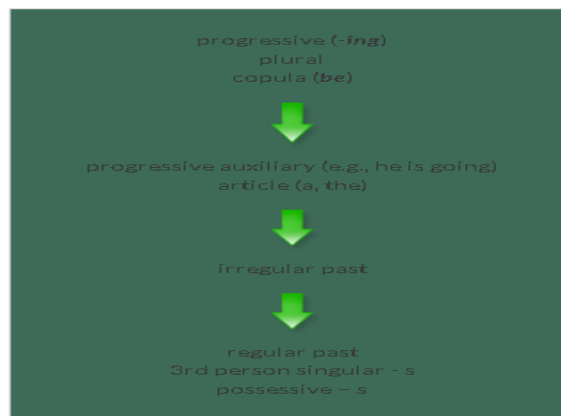 progressive (-ing)
plural
copula (be)
progressive auxiliary (e.g., he is going)
article (a, the)
irregular past
regular past
3rd person singular - s
possessive – s